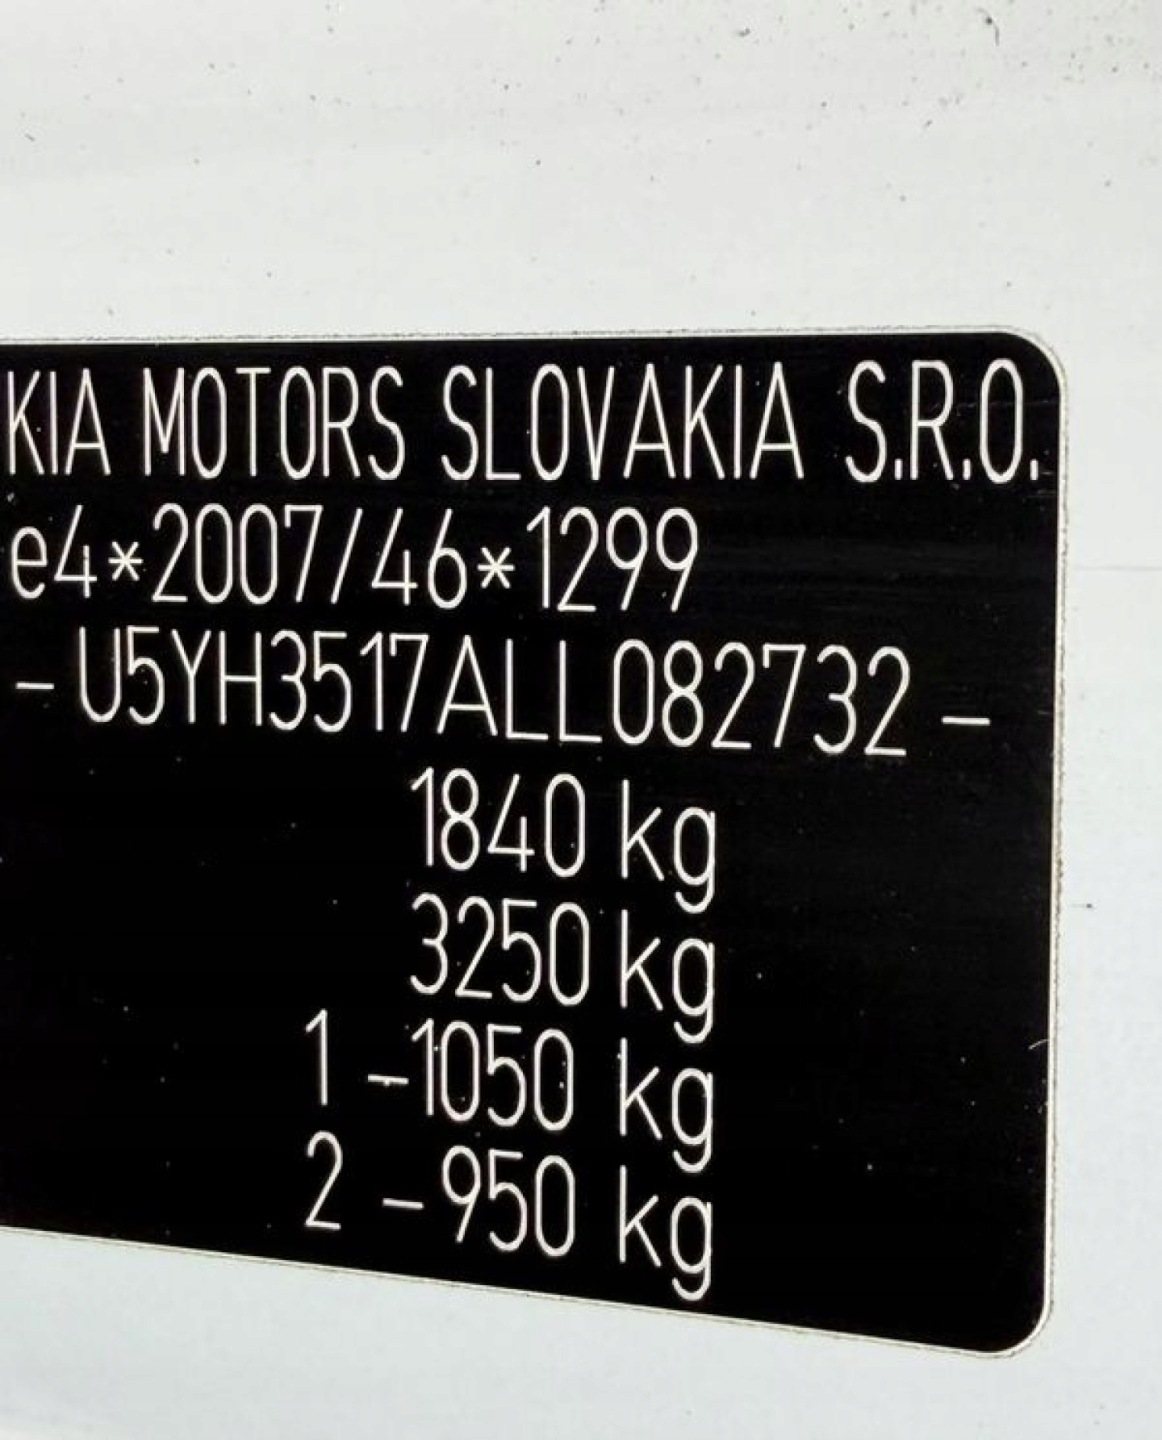 KIA MOTORS SLOVAKIA S.R.O.
e4*2007/46*1299
- U5YH3517ALL082732 -
1840 kg
3250 kg
1 -1050 kg
2 - 950 kg